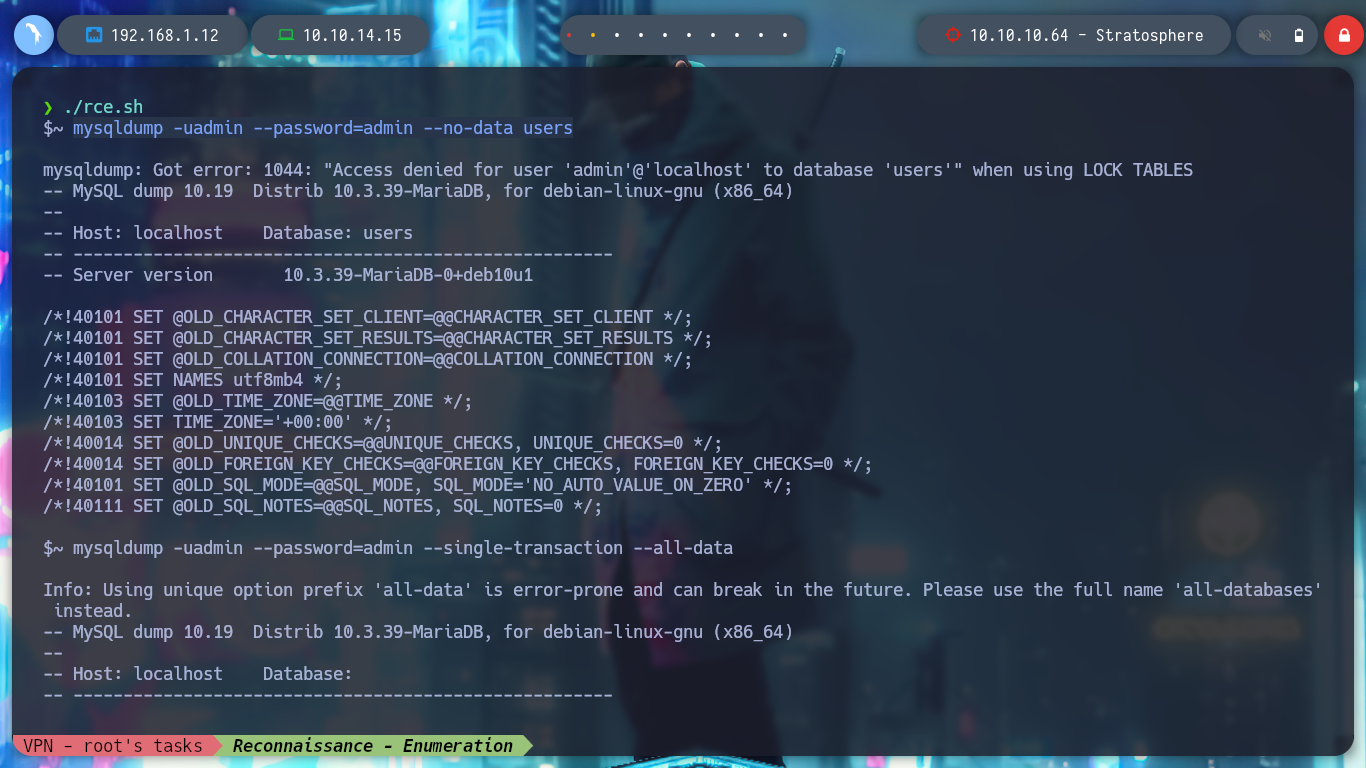 192.168.1.12
10.10.14.15
10.10.10.64 - Stratosphere
❯ ./rce.sh
$~ mysqldump -uadmin --password=admin --no-data users
mysqldump: Got error: 1044: "Access denied for user 'admin'@'localhost' to database 'users'" when using LOCK TABLES
-- MySQL dump 10.19  Distrib 10.3.39-MariaDB, for debian-linux-gnu (x86_64)
--
-- Host: localhost    Database: users
-- ------------------------------------------------------
-- Server version       10.3.39-MariaDB-0+deb10u1
/*!40101 SET @OLD_CHARACTER_SET_CLIENT=@@CHARACTER_SET_CLIENT */;
/*!40101 SET @OLD_CHARACTER_SET_RESULTS=@@CHARACTER_SET_RESULTS */;
/*!40101 SET @OLD_COLLATION_CONNECTION=@@COLLATION_CONNECTION */;
/*!40101 SET NAMES utf8mb4 */;
/*!40103 SET @OLD_TIME_ZONE=@@TIME_ZONE */;
/*!40103 SET TIME_ZONE='+00:00' */;
/*!40014 SET @OLD_UNIQUE_CHECKS=@@UNIQUE_CHECKS, UNIQUE_CHECKS=0 */;
/*!40014 SET @OLD_FOREIGN_KEY_CHECKS=@@FOREIGN_KEY_CHECKS, FOREIGN_KEY_CHECKS=0 */;
/*!40101 SET @OLD_SQL_MODE=@@SQL_MODE, SQL_MODE='NO_AUTO_VALUE_ON_ZERO' */;
/*!40111 SET @OLD_SQL_NOTES=@@SQL_NOTES, SQL_NOTES=0 */;
$~ mysqldump -uadmin --password=admin --single-transaction --all-data
Info: Using unique option prefix 'all-data' is error-prone and can break in the future. Please use the full name 'all-databases'
instead.
-- MySQL dump 10.19  Distrib 10.3.39-MariaDB, for debian-linux-gnu (x86_64)
--
-- Host: localhost    Database:
-- ------------------------------------------------------
VPN - root's tasks
Reconnaissance - Enumeration